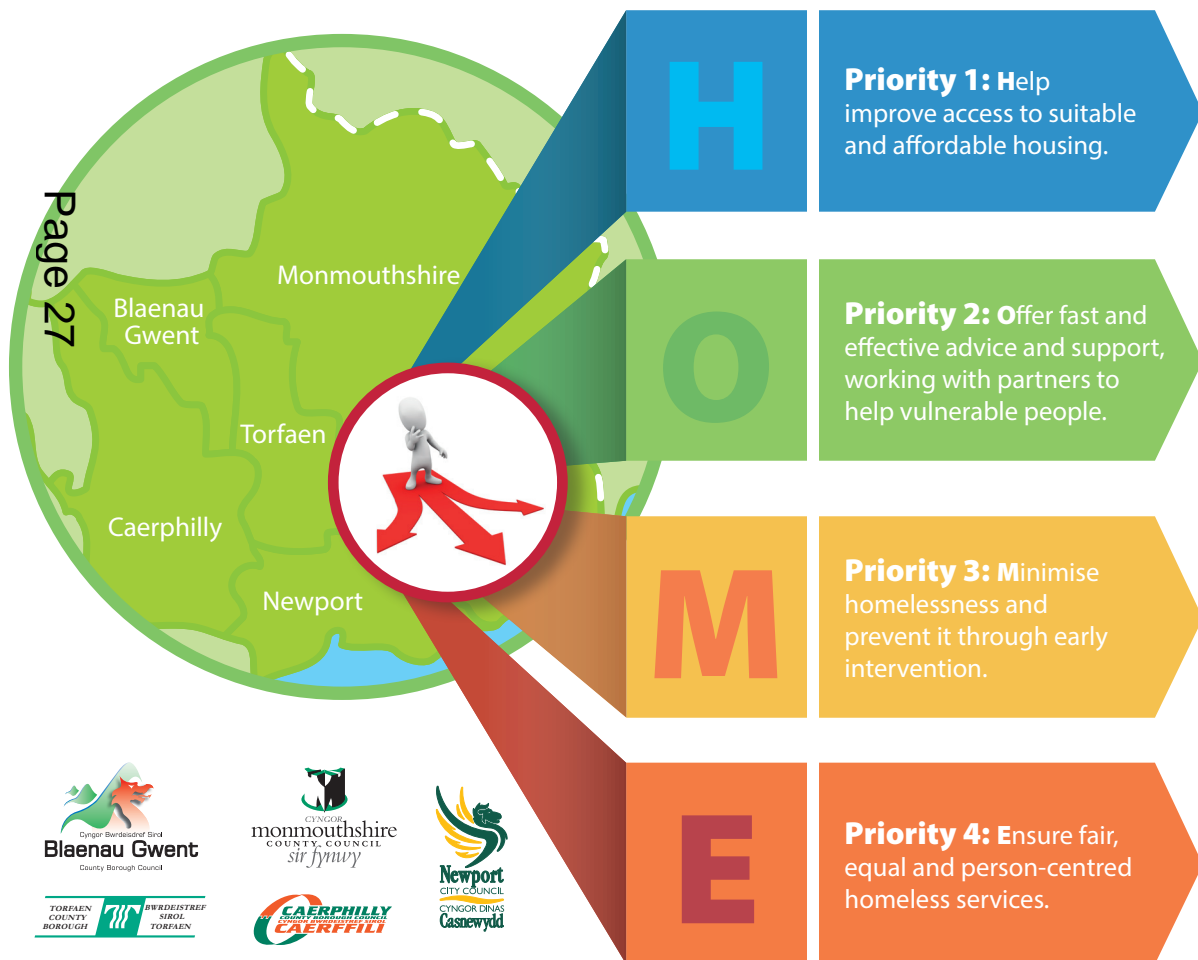 Page 27
Monmouthshire
Blaenau
Gwent
Torfaen
Caerphilly
Newport
H
Priority 1: Help
improve access to suitable
and affordable housing.
O
Priority 2: Offer fast and
effective advice and support,
working with partners to
help vulnerable people.
M
Priority 3: Minimise
homelessness and
prevent it through early
intervention.
E
Priority 4: Ensure fair,
equal and person-centred
homeless services.
Cyngor Bwrdeisdref Sirol
Blaenau Gwent
County Borough Council
CYNGOR
monmouthshire
COUNTY COUNCIL
sir fynwy
Newport
CITY COUNCIL
CYNGOR DINAS
Casnewydd
TORFAEN
COUNTY
BOROUGH
BWRDEISTREF
SIROL
TORFAEN
CAERPHILLY
COUNTY BOROUGH COUNCIL
CYNGOR BWRDEISTREF SIROL
CAERFFILI